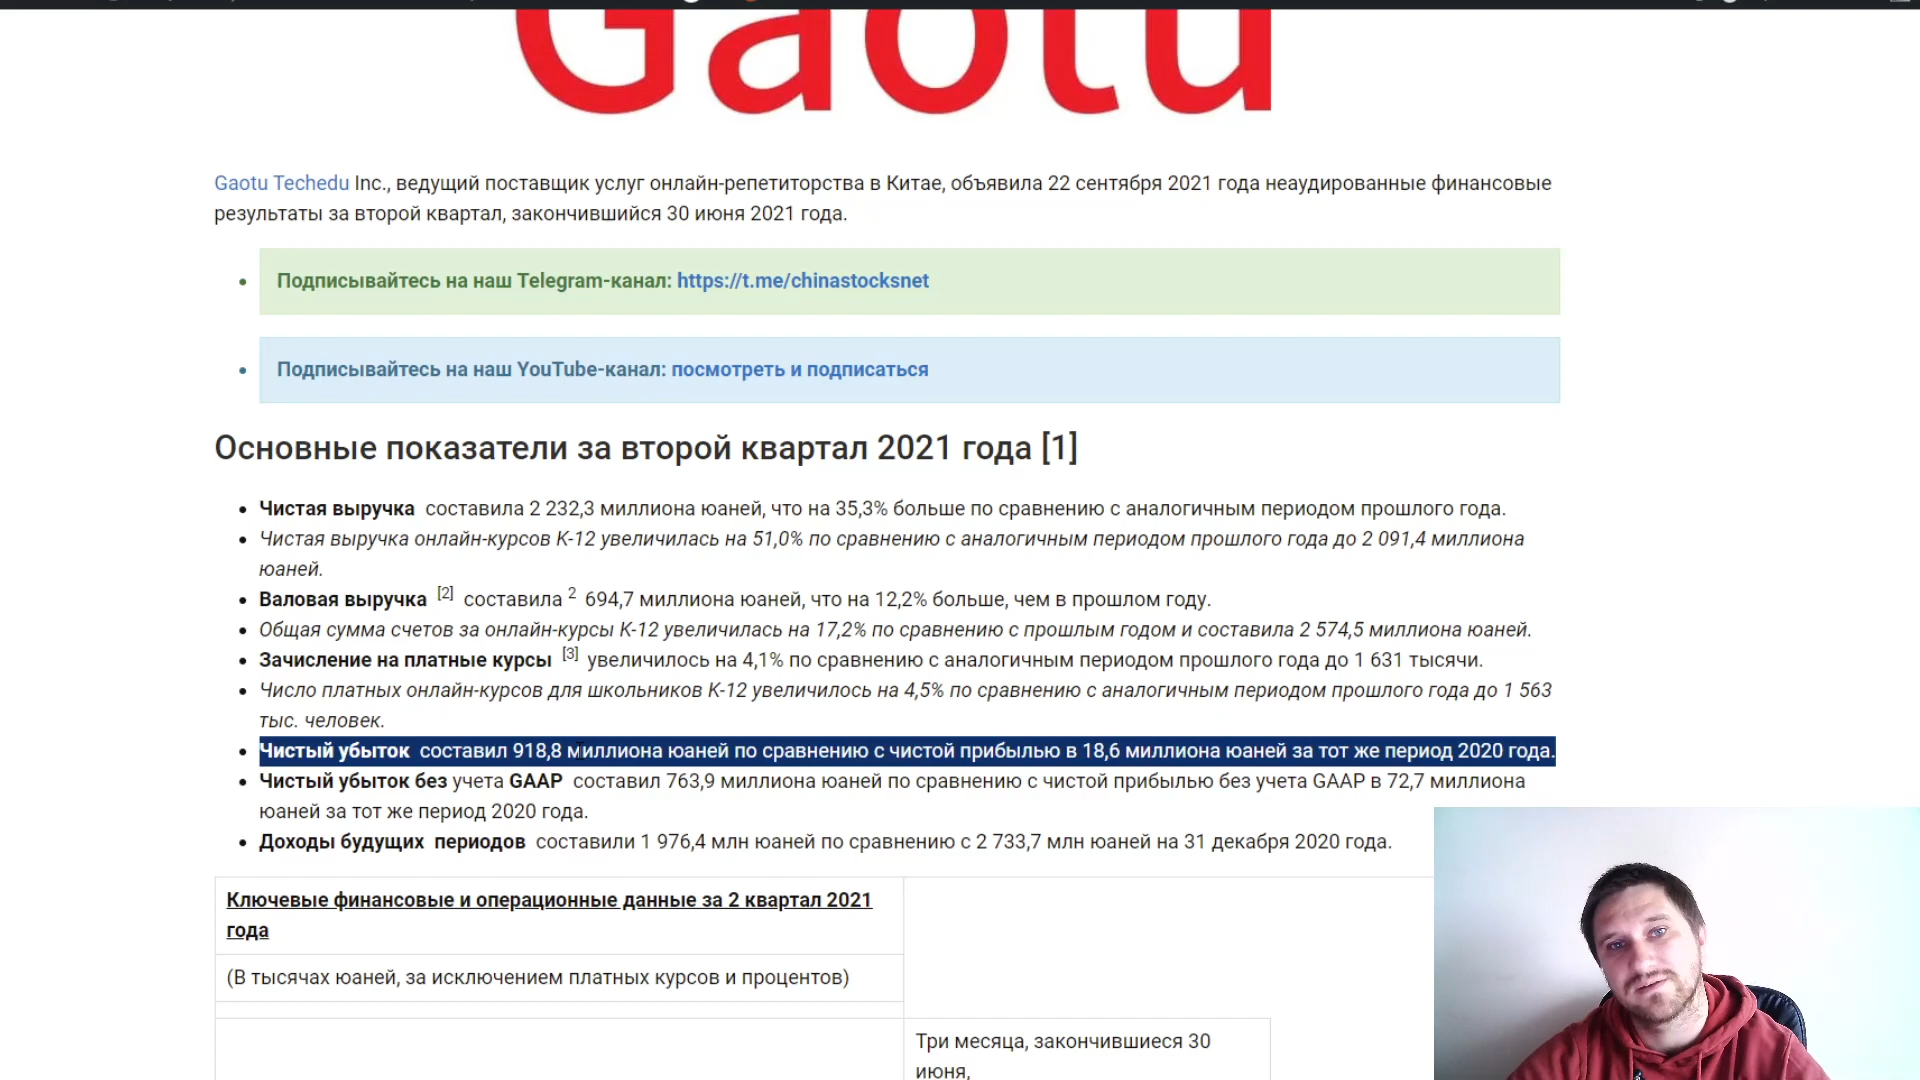 Gaotu
Gaotu Techedu Inc., ведущий поставщик услуг онлайн-репетиторства в Китае, объявила 22 сентября 2021 года неаудированные финансовые
результаты за второй квартал, закончившийся 30 июня 2021 года.
• Подписывайтесь на наш Telegram-канал: https://t.me/chinastocksnet
• Подписывайтесь на наш YouTube-канал: посмотреть и подписаться
Основные показатели за второй квартал 2021 года [1]
• Чистая выручка составила 2 232,3 миллиона юаней, что на 35,3% больше по сравнению с аналогичным периодом прошлого года.
• Чистая выручка онлайн-курсов K-12 увеличилась на 51,0% по сравнению с аналогичным периодом прошлого года до 2 091,4 миллиона
юаней.
• Валовая выручка [2] составила 2 694,7 миллиона юаней, что на 12,2% больше, чем в прошлом году.
• Общая сумма счетов за онлайн-курсы K-12 увеличилась на 17,2% по сравнению с прошлым годом и составила 2 574,5 миллиона юаней.
• Зачисление на платные курсы [3] увеличилось на 4,1% по сравнению с аналогичным периодом прошлого года до 1 631 тысячи.
• Число платных онлайн-курсов для школьников K-12 увеличилось на 4,5% по сравнению с аналогичным периодом прошлого года до 1 563
тыс. человек.
• Чистый убыток составил 918,8 миллиона юаней по сравнению с чистой прибылью в 18,6 миллиона юаней за тот же период 2020 года.
• Чистый убыток без учета GAAP составил 763,9 миллиона юаней по сравнению с чистой прибылью без учета GAAP в 72,7 миллиона
юаней за тот же период 2020 года.
• Доходы будущих периодов составили 1 976,4 млн юаней по сравнению с 2 733,7 млн юаней на 31 декабря 2020 года.
Ключевые финансовые и операционные данные за 2 квартал 2021
года
(В тысячах юаней, за исключением платных курсов и процентов)
Три месяца, закончившиеся 30
июня,